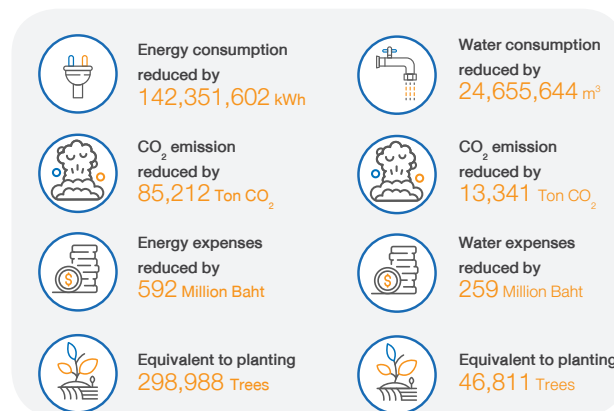 Energy consumption
reduced by
142,351,602 kWh
CO₂ emission
reduced by
85,212 Ton CO₂
Energy expenses
reduced by
592 Million Baht
Equivalent to planting
298,988 Trees
Water consumption
reduced by
24,655,644 m³
CO₂ emission
reduced by
13,341 Ton CO₂
Water expenses
reduced by
259 Million Baht
Equivalent to planting
46,811 Trees